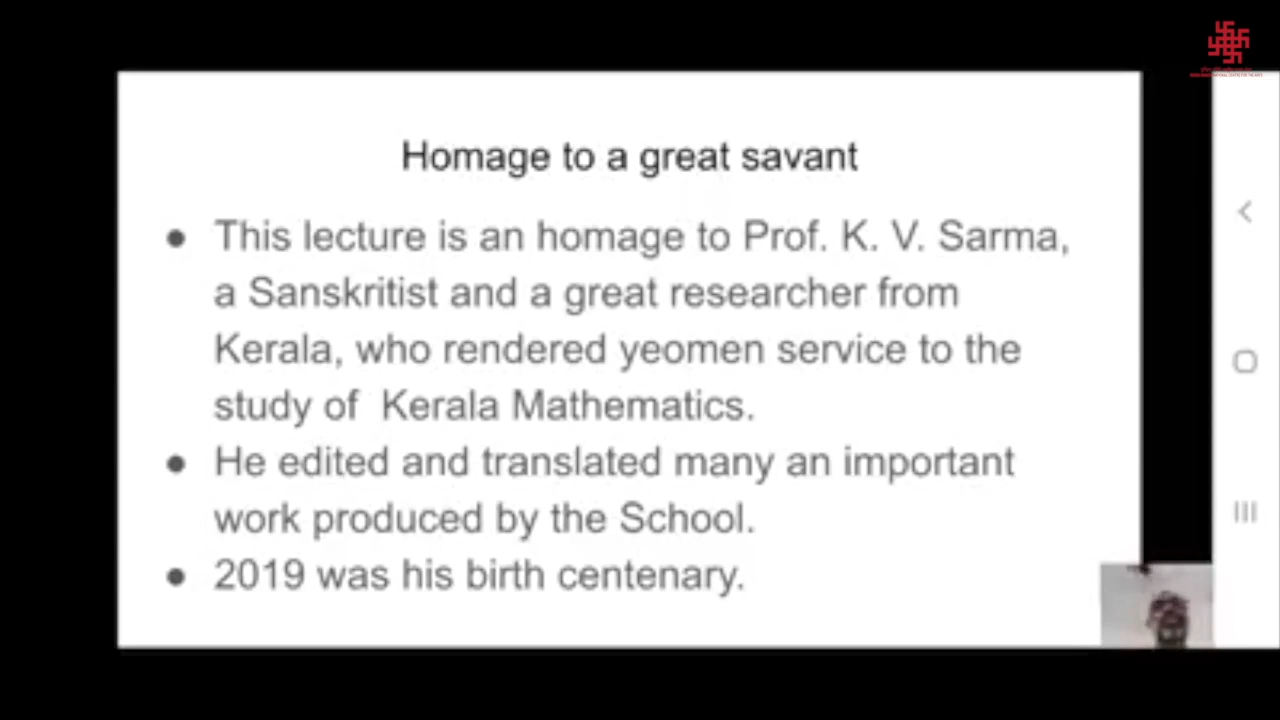 Homage to a great savant
● This lecture is an homage to Prof. K. V. Sarma,
a Sanskritist and a great researcher from
Kerala, who rendered yeomen service to the
study of Kerala Mathematics.
● He edited and translated many an important
work produced by the School.
● 2019 was his birth centenary.